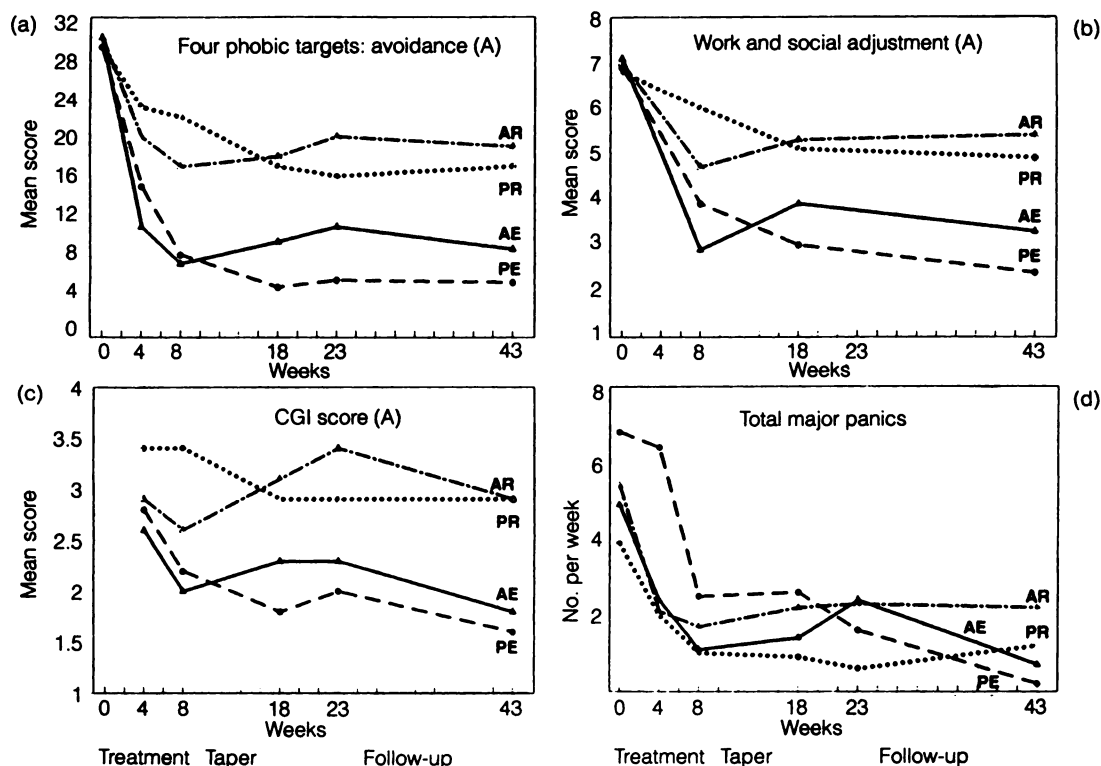 (a)
Four phobic targets: avoidance (A)
Mean score
32
28
24
20
16
12
8
4
0
AR
PR
AE
PE
0 4 8 18 23 43
Weeks
(b)
Work and social adjustment (A)
Mean score
8
7
6
5
4
3
2
1
AR
PR
AE
PE
0 4 8 18 23 43
Weeks
(c)
CGI score (A)
Mean score
4
3.5
3
2.5
2
1.5
1
AR
PR
AE
PE
0 4 8 18 23 43
Weeks
Treatment Taper Follow-up
(d)
Total major panics
No. per week
8
6
4
2
AR
AE
PR
PE
0 4 8 18 23 43
Weeks
Treatment Taper Follow-up